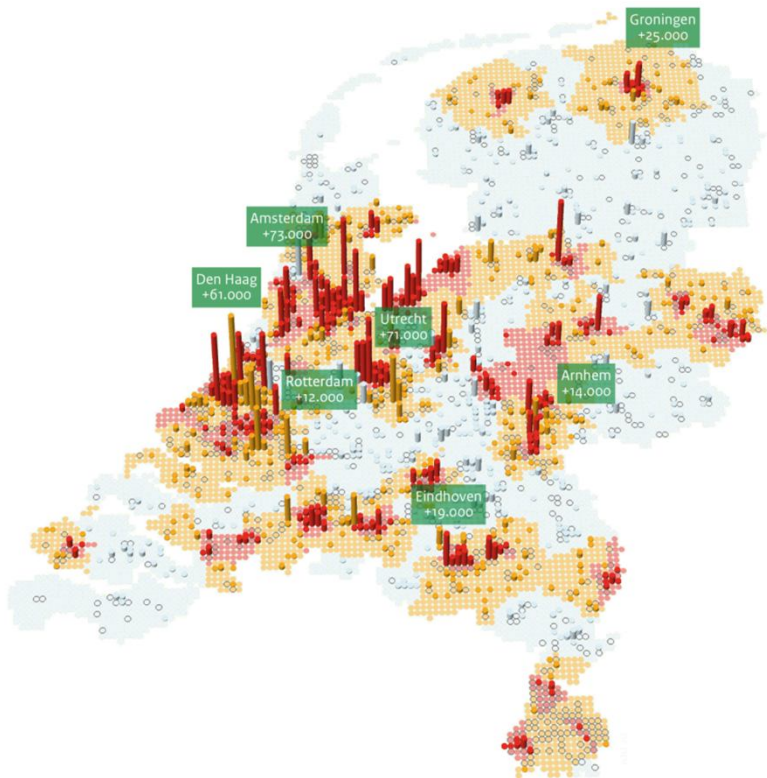 Groningen
+25.000
Amsterdam
+73.000
Den Haag
+61.000
Utrecht
+71.000
Rotterdam
+12.000
Arnhem
+14.000
Eindhoven
+19.000